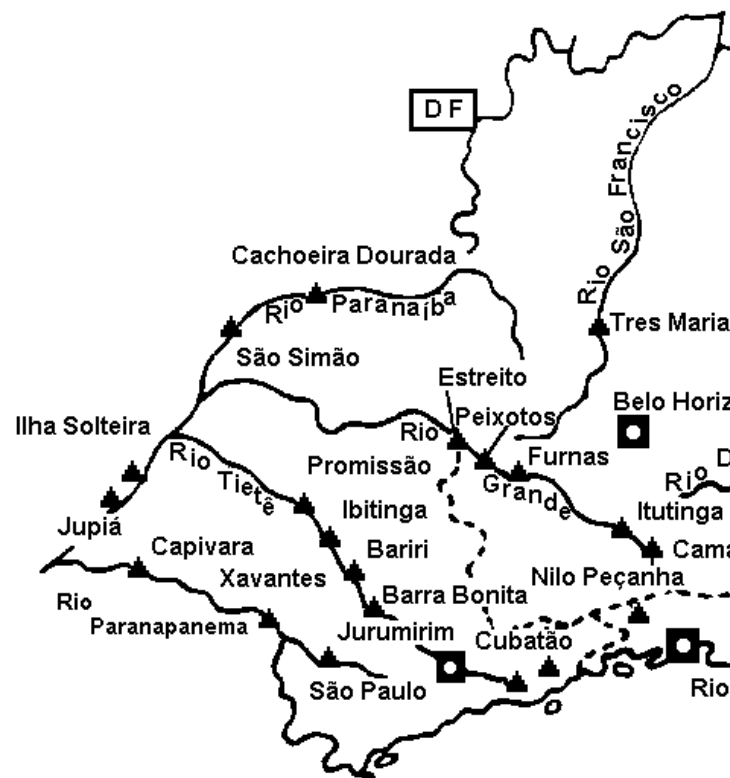 D F
Rio São Francisco
Cachoeira Dourada
Rio Paranaíba
Tres Maria
São Simão
Estreito
Belo Horiz
Peixotos
Ilha Solteira
Rio
Rio Tietê
Promissão
Furnas
Grande
Rio D
Ibitinga
Itutinga
Jupiá
Capivara
Bariri
Cama
Xavantes
Nilo Peçanha
Barra Bonita
Rio
Paranapanema
Jurumirim
Cubatão
São Paulo
Rio